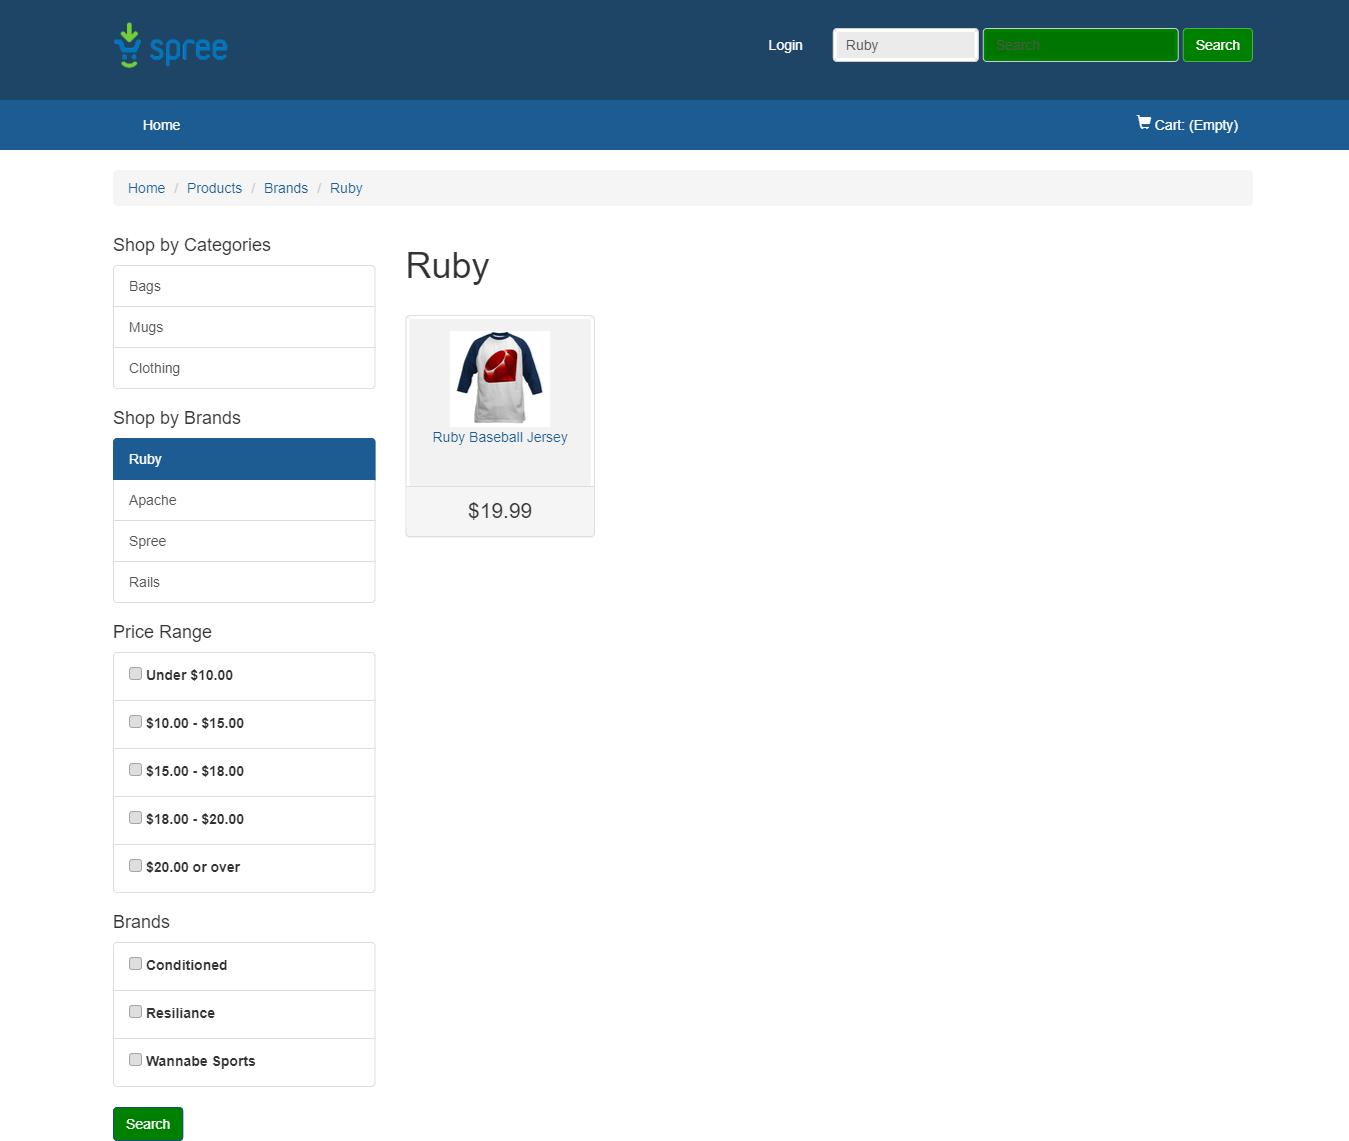 spree
Login
Ruby
Search
Search
Home
Cart: (Empty)
Home / Products / Brands / Ruby
Shop by Categories
Bags
Mugs
Clothing
Shop by Brands
Ruby
Apache
Spree
Rails
Price Range
Under $10.00
$10.00 - $15.00
$15.00 - $18.00
$18.00 - $20.00
$20.00 or over
Brands
Conditioned
Resiliance
Wannabe Sports
Search
Ruby
Ruby Baseball Jersey
$19.99